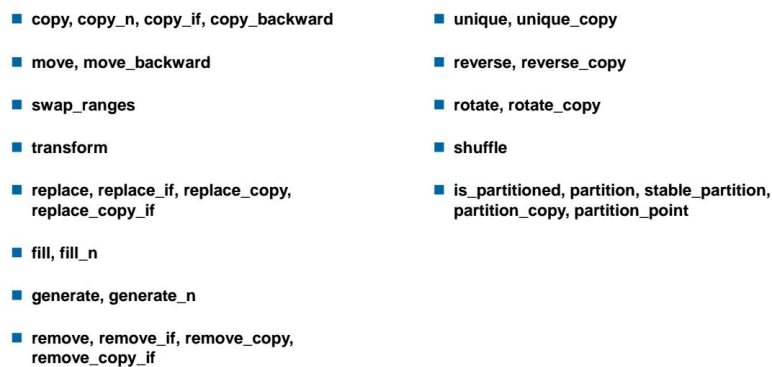 copy, copy_n, copy_if, copy_backward
move, move_backward
swap_ranges
transform
replace, replace_if, replace_copy,
replace_copy_if
fill, fill_n
generate, generate_n
remove, remove_if, remove_copy,
remove_copy_if
unique, unique_copy
reverse, reverse_copy
rotate, rotate_copy
shuffle
is_partitioned, partition, stable_partition,
partition_copy, partition_point